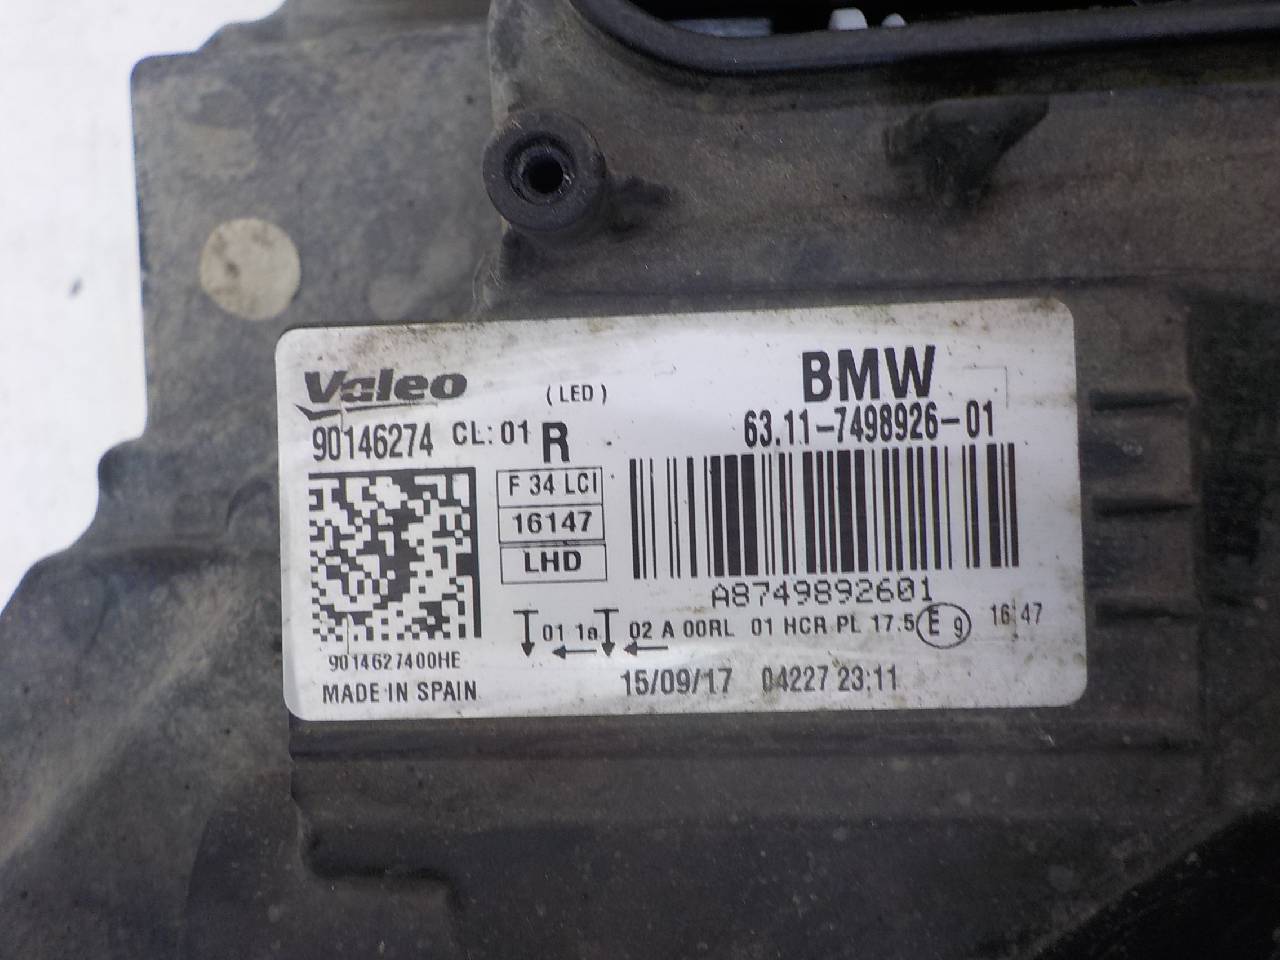 Valeo
(LED)
BMW
90146274 CL:01 R
63.11-7498926-01
F 34 LCI
16147
LHD
A8749892601
01 1a 02 A 00RL 01 HCR PL 17.5 E 9 16 47
9014627400HE
MADE IN SPAIN
15/09/17 04227 23:11